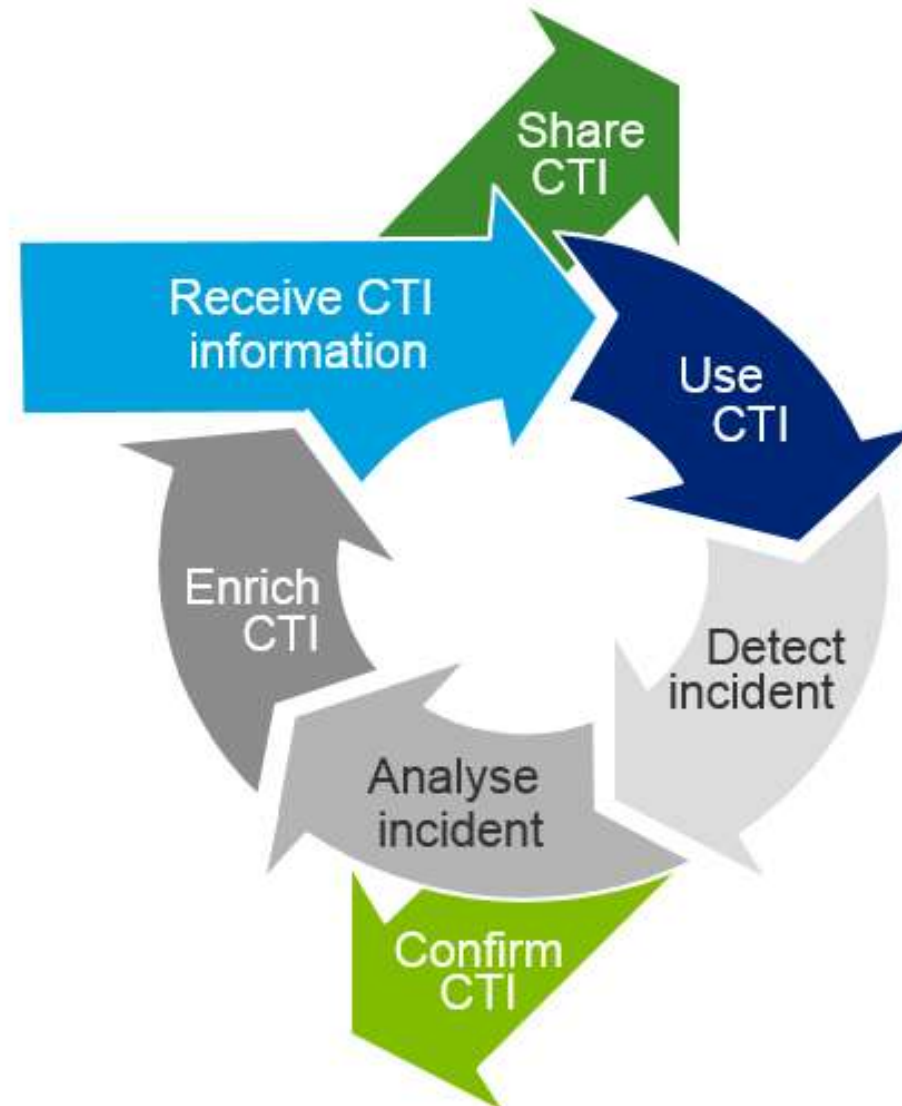 Share
CTI
Receive CTI
information
Use
CTI
Detect
incident
Analyse
incident
Confirm
CTI
Enrich
CTI